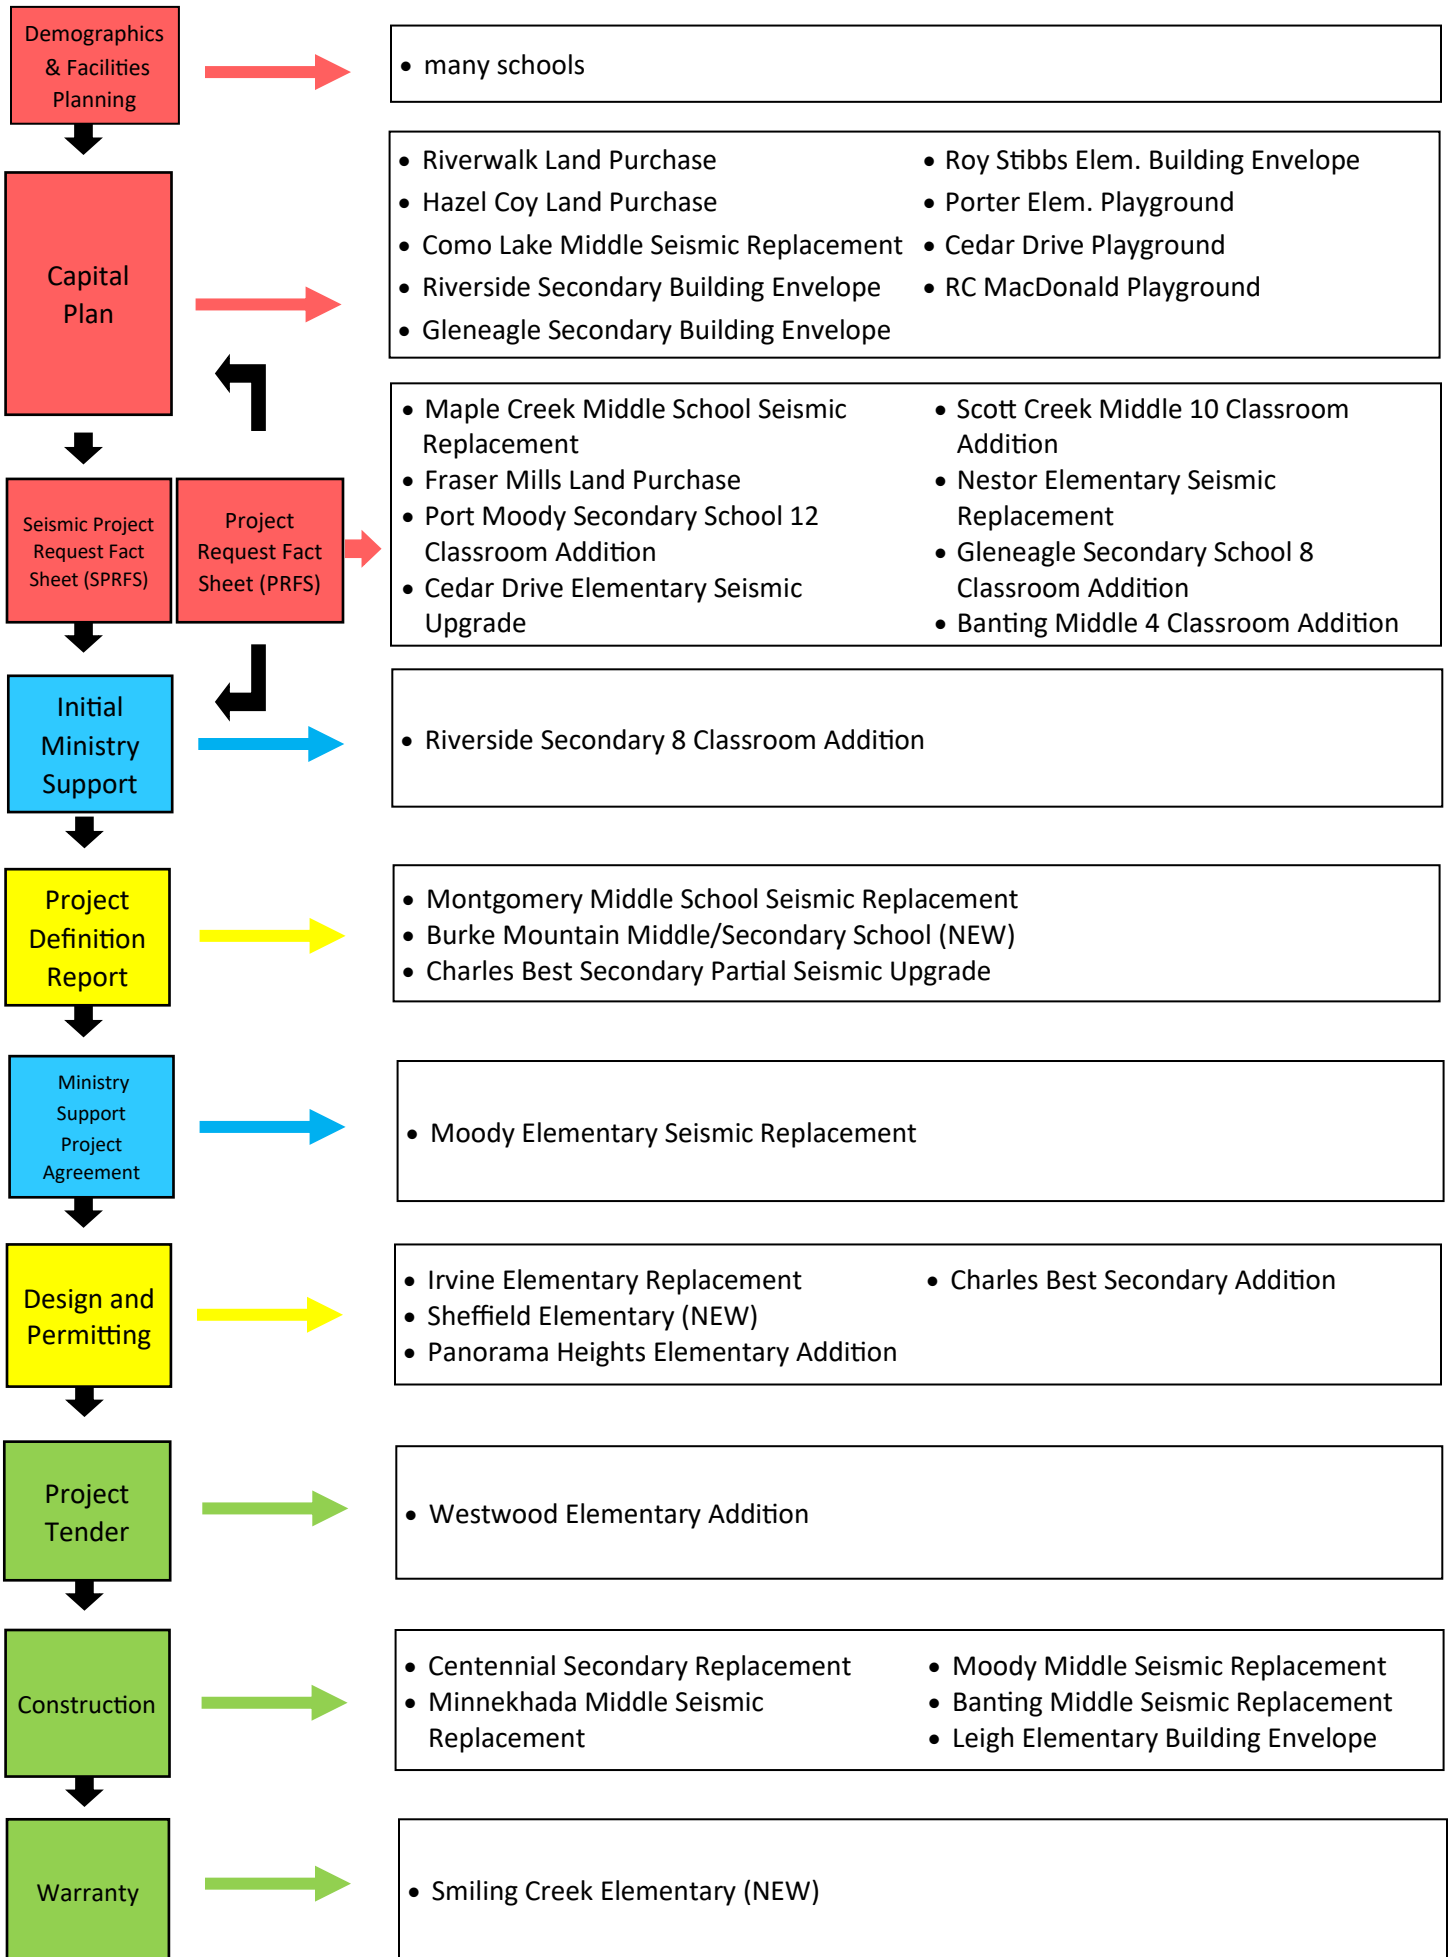 Demographics
& Facilities
Planning
• many schools
Capital
Plan
• Riverwalk Land Purchase
• Hazel Coy Land Purchase
• Como Lake Middle Seismic Replacement
• Riverside Secondary Building Envelope
• Gleneagle Secondary Building Envelope
• Roy Stibbs Elem. Building Envelope
• Porter Elem. Playground
• Cedar Drive Playground
• RC MacDonald Playground
Seismic Project
Request Fact
Sheet (SPRFS)
Project
Request Fact
Sheet (PRFS)
• Maple Creek Middle School Seismic
Replacement
• Fraser Mills Land Purchase
• Port Moody Secondary School 12
Classroom Addition
• Cedar Drive Elementary Seismic
Upgrade
• Scott Creek Middle 10 Classroom
Addition
• Nestor Elementary Seismic
Replacement
• Gleneagle Secondary School 8
Classroom Addition
• Banting Middle 4 Classroom Addition
Initial
Ministry
Support
• Riverside Secondary 8 Classroom Addition
Project
Definition
Report
• Montgomery Middle School Seismic Replacement
• Burke Mountain Middle/Secondary School (NEW)
• Charles Best Secondary Partial Seismic Upgrade
Ministry
Support
Project
Agreement
• Moody Elementary Seismic Replacement
Design and
Permitting
• Irvine Elementary Replacement
• Sheffield Elementary (NEW)
• Panorama Heights Elementary Addition
• Charles Best Secondary Addition
Project
Tender
• Westwood Elementary Addition
Construction
• Centennial Secondary Replacement
• Minnekhada Middle Seismic
Replacement
• Moody Middle Seismic Replacement
• Banting Middle Seismic Replacement
• Leigh Elementary Building Envelope
Warranty
• Smiling Creek Elementary (NEW)